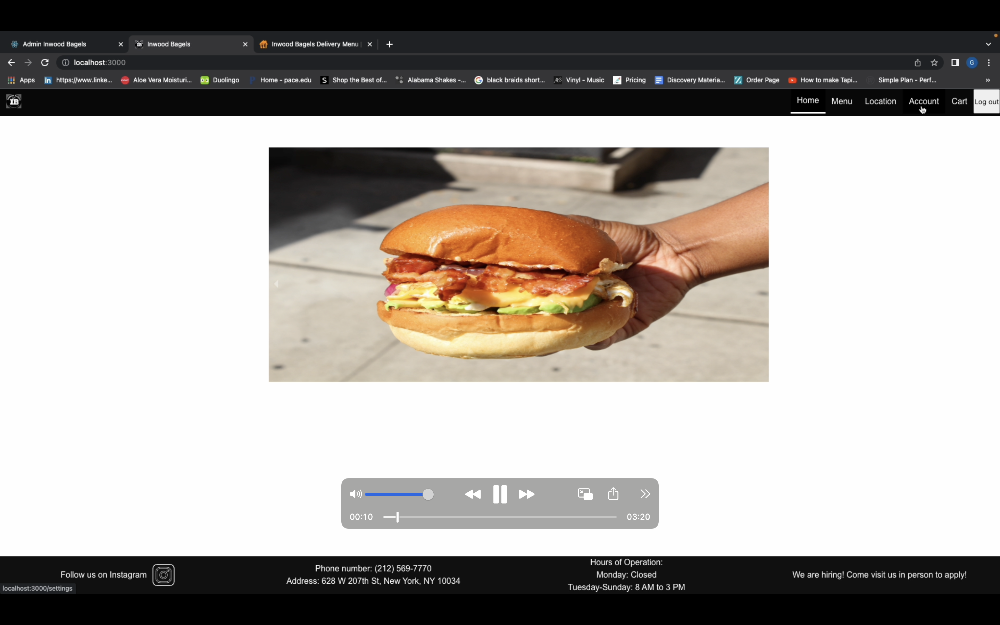 Admin Inwood Bagels
Inwood Bagels
Inwood Bagels Delivery Menu |
localhost:3000
G
Apps
https://www.linke...
Aloe Vera Moisturi...
Duolingo
Home - pace.edu
Shop the Best of...
Alabama Shakes -...
black braids short...
Vinyl - Music
Pricing
Discovery Materia...
Order Page
How to make Tapi...
Simple Plan - Perf...
IB
Home
Menu
Location
Account
Cart
Log out
00:10
03:20
Follow us on Instagram
Phone number: (212) 569-7770
Address: 628 W 207th St, New York, NY 10034
Hours of Operation:
Monday: Closed
Tuesday-Sunday: 8 AM to 3 PM
We are hiring! Come visit us in person to apply!
localhost:3000/settings